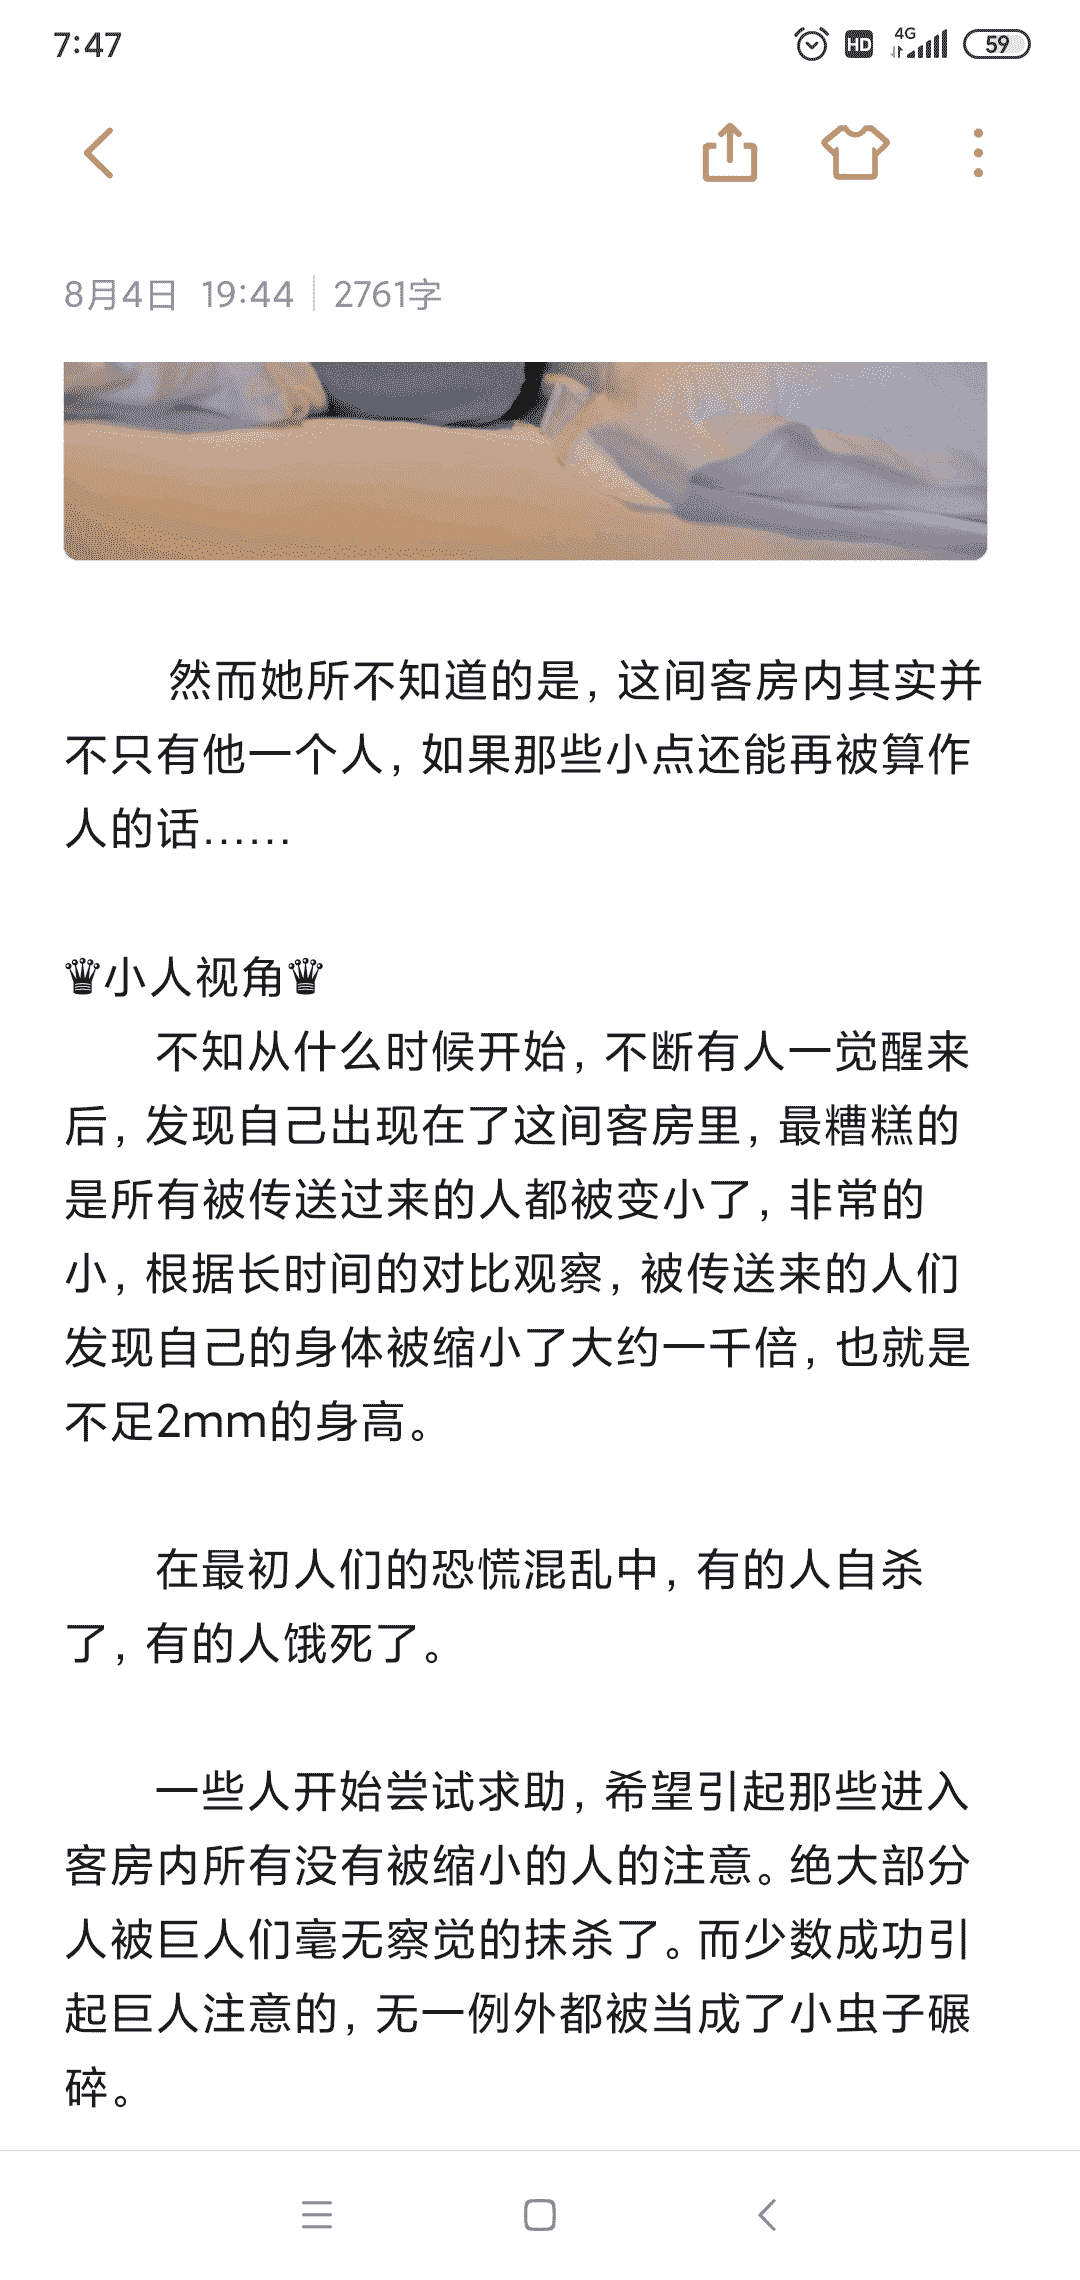 7:47
HD 4G 59
8月4日 19:44 2761字
然而她所不知道的是，这间客房内其实并
不只有他一个人，如果那些小点还能再被算作
人的话……
♛小人视角♛
不知从什么时候开始，不断有人一觉醒来
后，发现自己出现在了这间客房里，最糟糕的
是所有被传送过来的人都被变小了，非常的
小，根据长时间的对比观察，被传送来的人们
发现自己的身体被缩小了大约一千倍，也就是
不足2mm的身高。
在最初人们的恐慌混乱中，有的人自杀
了，有的人饿死了。
一些人开始尝试求助，希望引起那些进入
客房内所有没有被缩小的人的注意。绝大部分
人被巨人们毫无察觉的抹杀了。而少数成功引
起巨人注意的，无一例外都被当成了小虫子碾
碎。